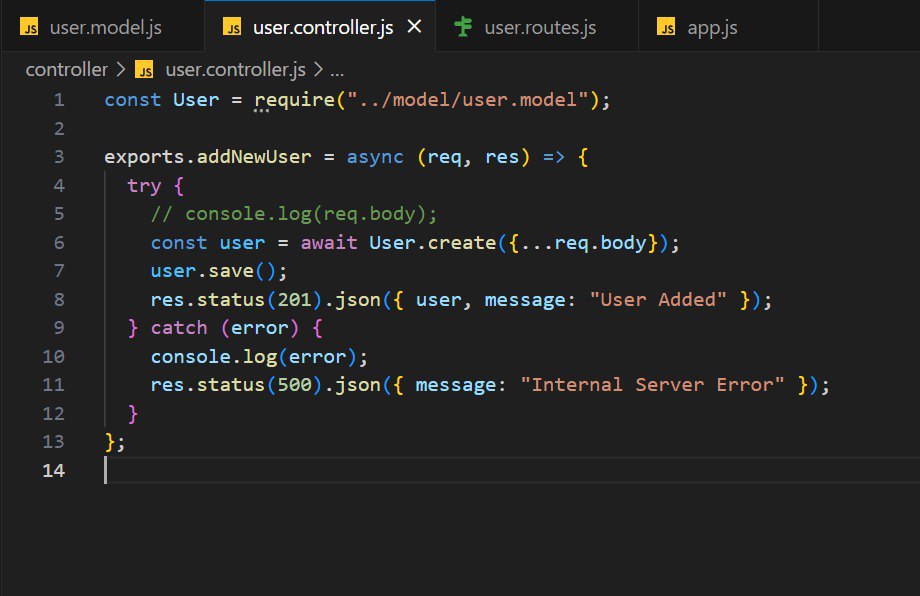 JS user.model.js JS user.controller.js × user.routes.js JS app.js
controller > JS user.controller.js > ...
1 const User = require("../model/user.model");
2
3 exports.addNewUser = async (req, res) => {
4 try {
5 // console.log(req.body);
6 const user = await User.create({...req.body});
7 user.save();
8 res.status(201).json({ user, message: "User Added" });
9 } catch (error) {
10 console.log(error);
11 res.status(500).json({ message: "Internal Server Error" });
12 }
13 };
14